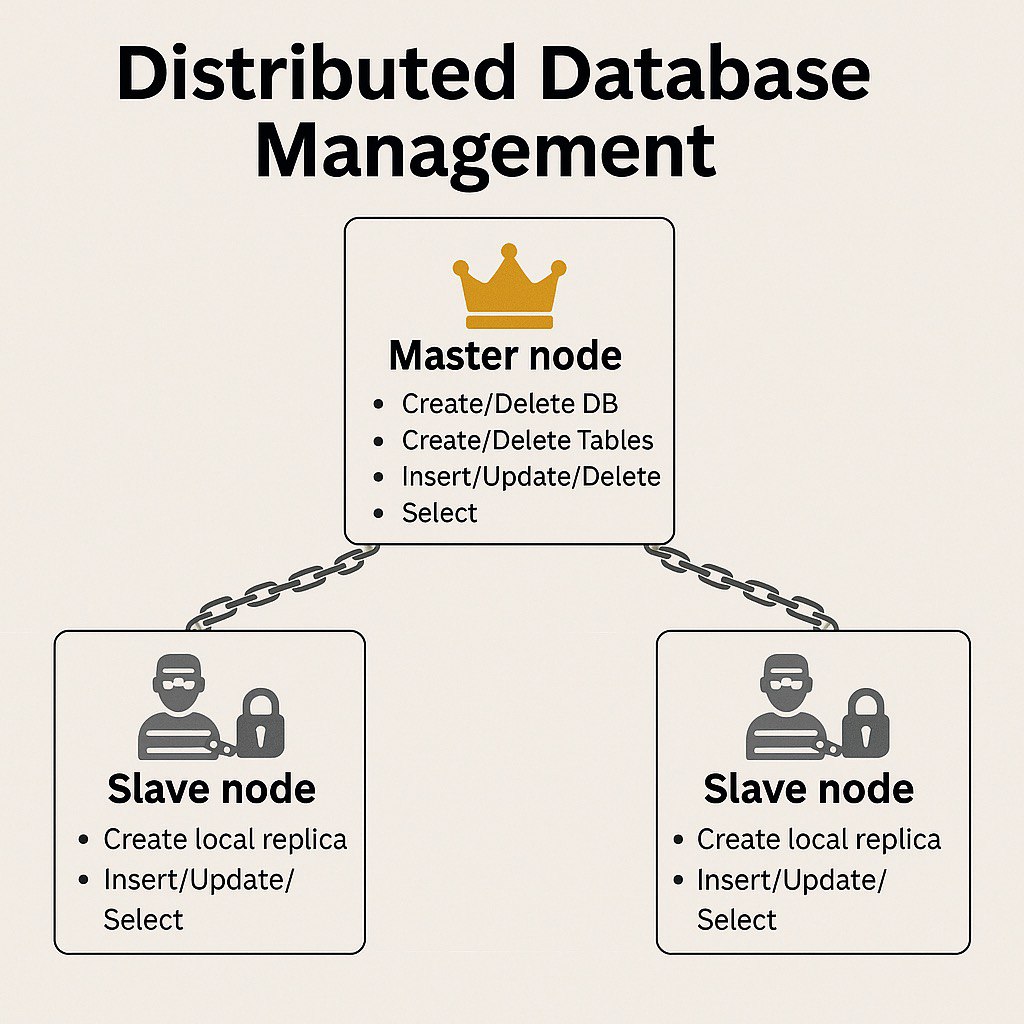 Distributed Database
Management
Master node
• Create/Delete DB
• Create/Delete Tables
• Insert/Update/Delete
• Select
Slave node
• Create local replica
• Insert/Update/
Select
Slave node
• Create local replica
• Insert/Update/
Select